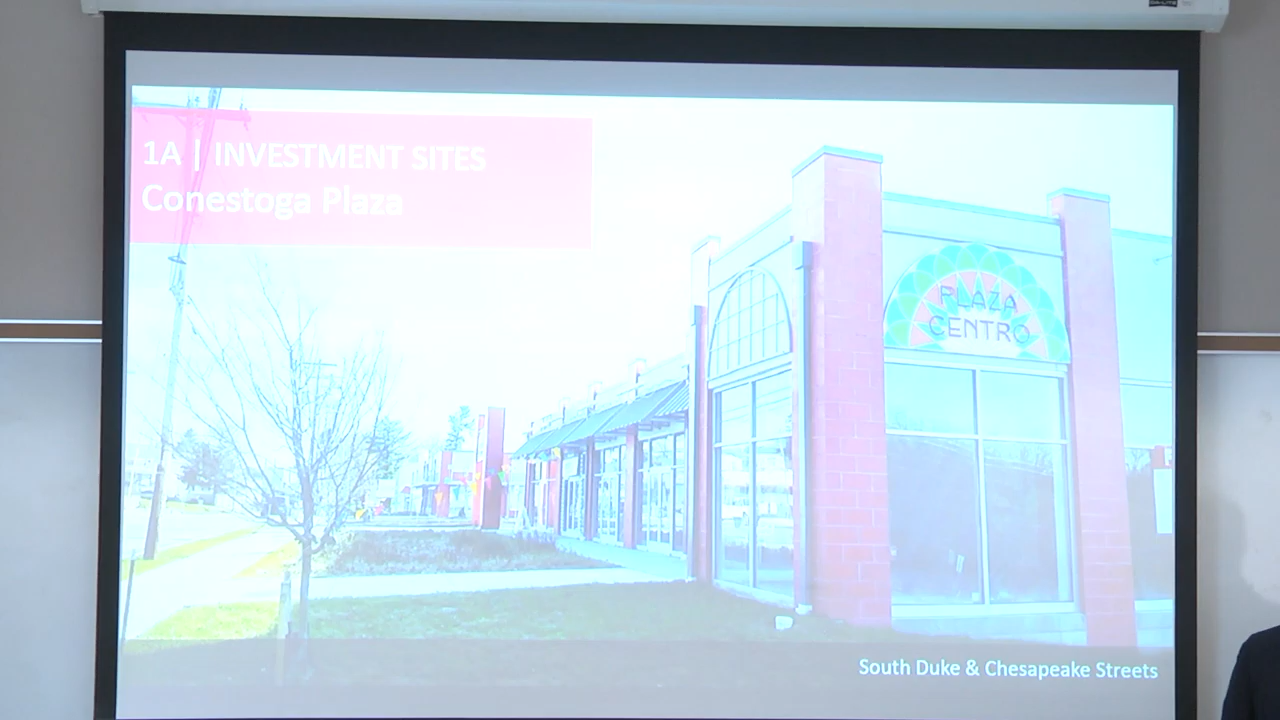 1A | INVESTMENT SITES
Conestoga Plaza
PLAZA
CENTRO
South Duke & Chesapeake Streets